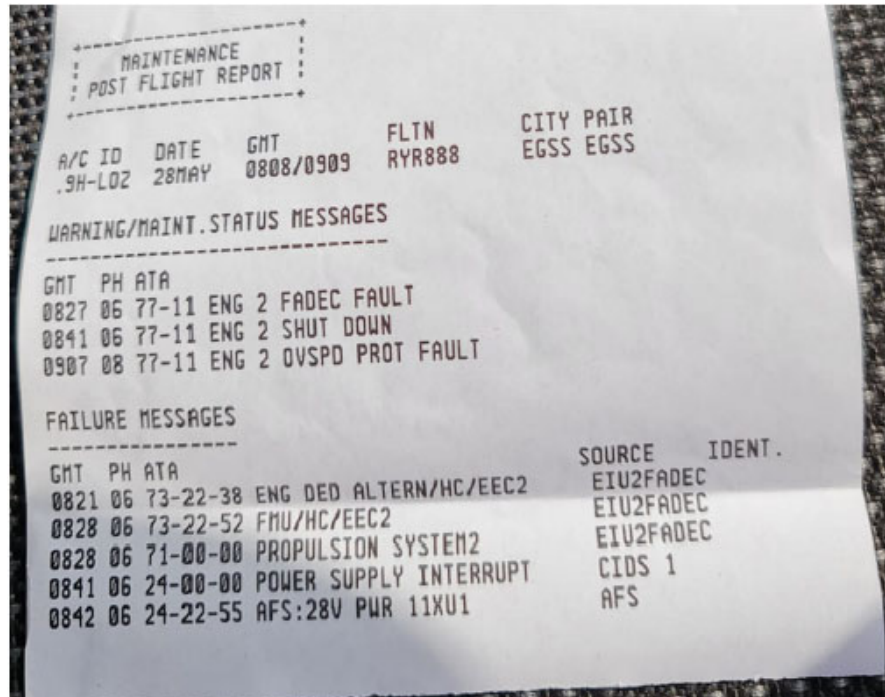 MAINTENANCE
POST FLIGHT REPORT
A/C ID DATE GMT FLTN CITY PAIR
.9H-LOZ 28MAY 0808/0909 RYR888 EGSS EGSS
WARNING/MAINT.STATUS MESSAGES
GMT PH ATA
0827 06 77-11 ENG 2 FADEC FAULT
0841 06 77-11 ENG 2 SHUT DOWN
0907 08 77-11 ENG 2 OVSPD PROT FAULT
FAILURE MESSAGES
GMT PH ATA SOURCE IDENT.
0821 06 73-22-38 ENG DED ALTERN/HC/EEC2 EIU2FADEC
0828 06 73-22-52 FMU/HC/EEC2 EIU2FADEC
0828 06 71-00-00 PROPULSION SYSTEM2 EIU2FADEC
0841 06 24-00-00 POWER SUPPLY INTERRUPT CIDS 1
0842 06 24-22-55 AFS:28V PWR 11XU1 AFS